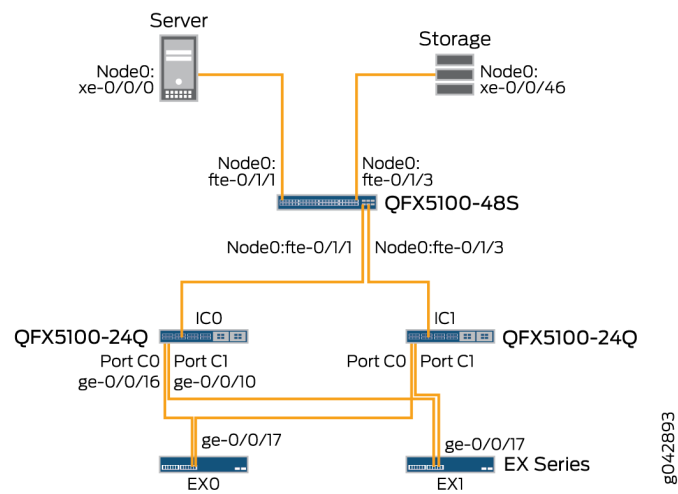 Server
Storage
Node0:
xe-0/0/0
Node0:
xe-0/0/46
Node0:
fte-0/1/1
Node0:
fte-0/1/3
QFX5100-48S
Node0:fte-0/1/1
Node0:fte-0/1/3
IC0
IC1
QFX5100-24Q
QFX5100-24Q
Port C0
ge-0/0/16
Port C1
ge-0/0/10
Port C0
Port C1
ge-0/0/17
ge-0/0/17
EX Series
EX0
EX1
g042893